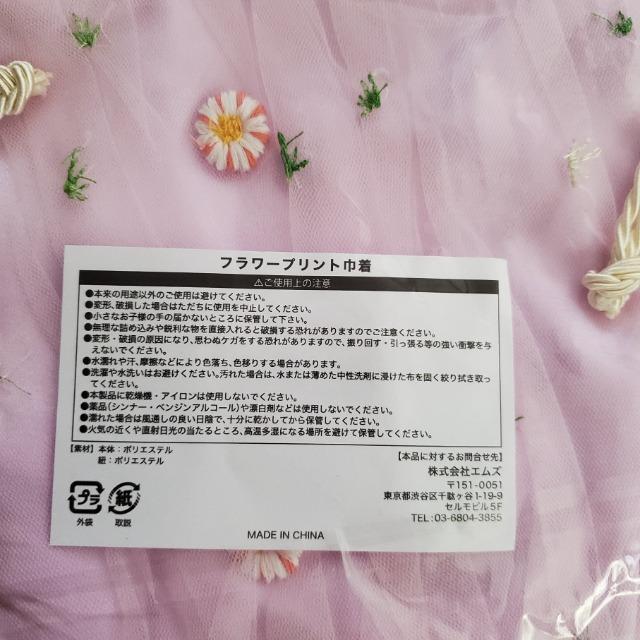 フラワープリント巾着
⚠ご使用上の注意
●本来の用途以外のご使用は避けてください。
●変形、破損した場合はただちに使用を中止してください。
●小さなお子様の手の届かないところに保管して下さい。
●無理な詰め込みや鋭利な物を直接入れると破損する恐れがありますのでご注意ください。
●変形・破損の原因になり、思わぬケガをする恐れがありますので、振り回す・引っ張る等の強い衝撃を与
えないでください。
●水濡れや汗、摩擦などにより色落ち、色移りする場合があります。
●洗濯や水洗いはお避けください。汚れた場合は、水または薄めた中性洗剤に浸けた布を固く絞り拭き取っ
てください。
●本製品に乾燥機・アイロンは使用しないでください。
●薬品（シンナー・ベンジンアルコール）や漂白剤などは使用しないでください。
●濡れた場合は風通しの良い日陰で、十分に乾かしてから保管してください。
●火気の近くや直射日光の当たるところ、高温多湿になる場所を避けて保管してください。
【素材】本体：ポリエステル
紐：ポリエステル
【本品に対するお問合せ先】
株式会社エムズ
〒151-0051
東京都渋谷区千駄ヶ谷1-19-9
セルモビル5F
TEL：03-6804-3855
プラ 紙
外袋 取説
MADE IN CHINA